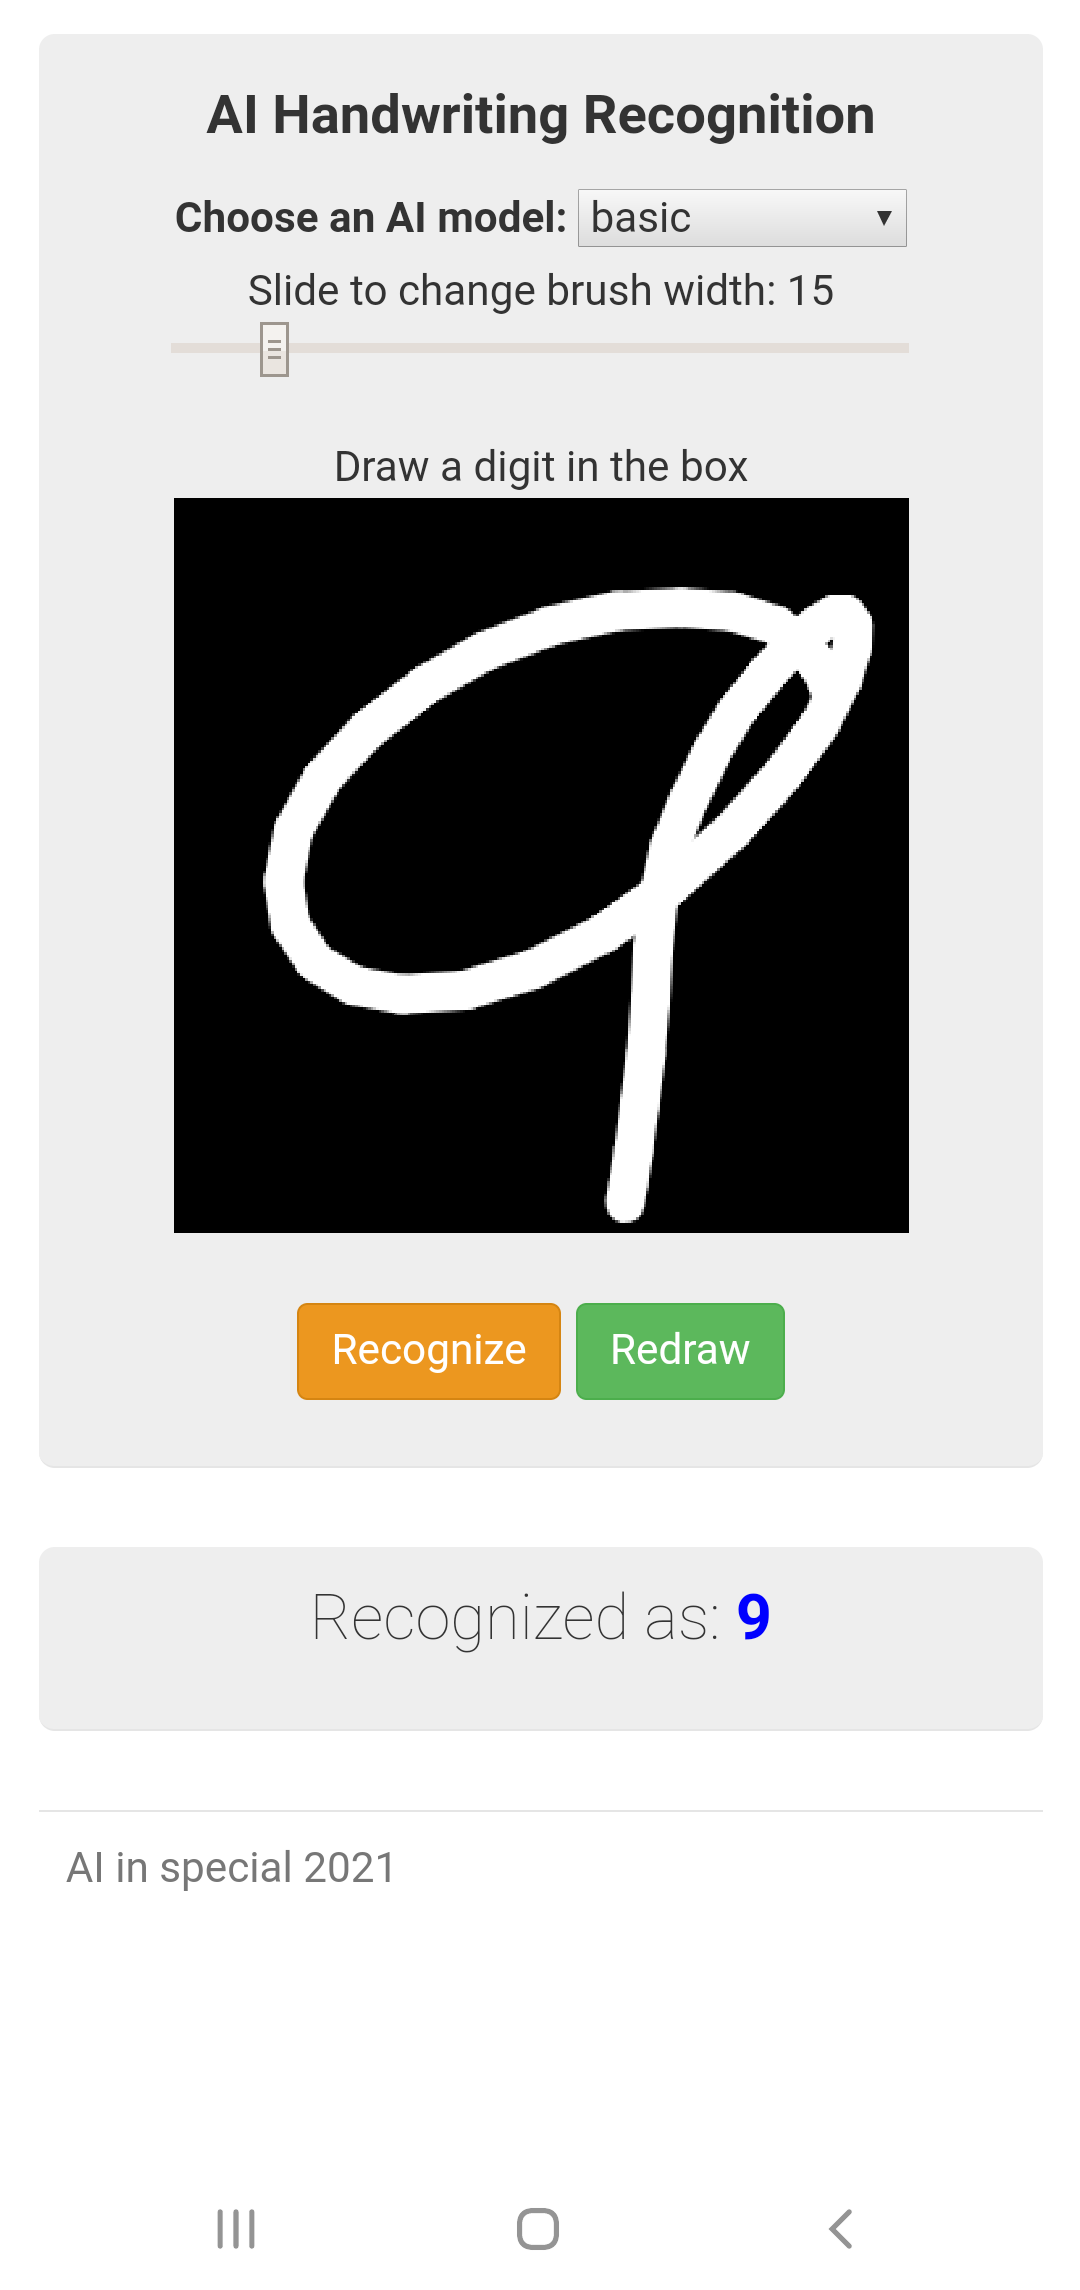 AI Handwriting Recognition
Choose an AI model: basic
Slide to change brush width: 15
Draw a digit in the box
9
Recognize Redraw
Recognized as: 9
AI in special 2021